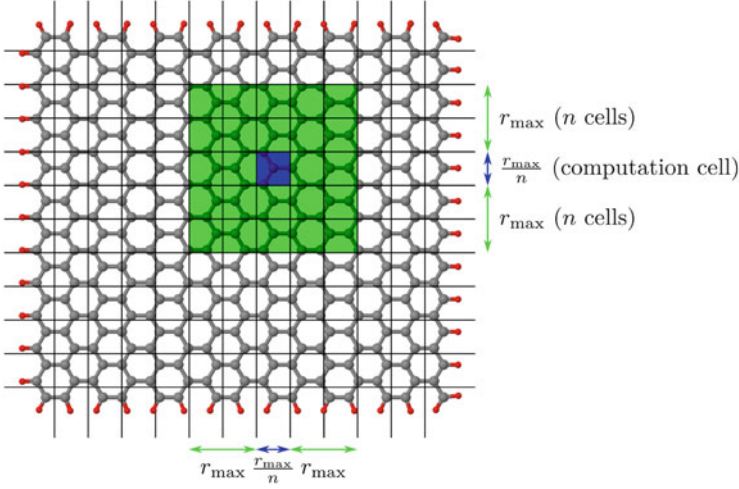 r_max (n cells)
r_max/n (computation cell)
r_max (n cells)
r_max r_max/n r_max